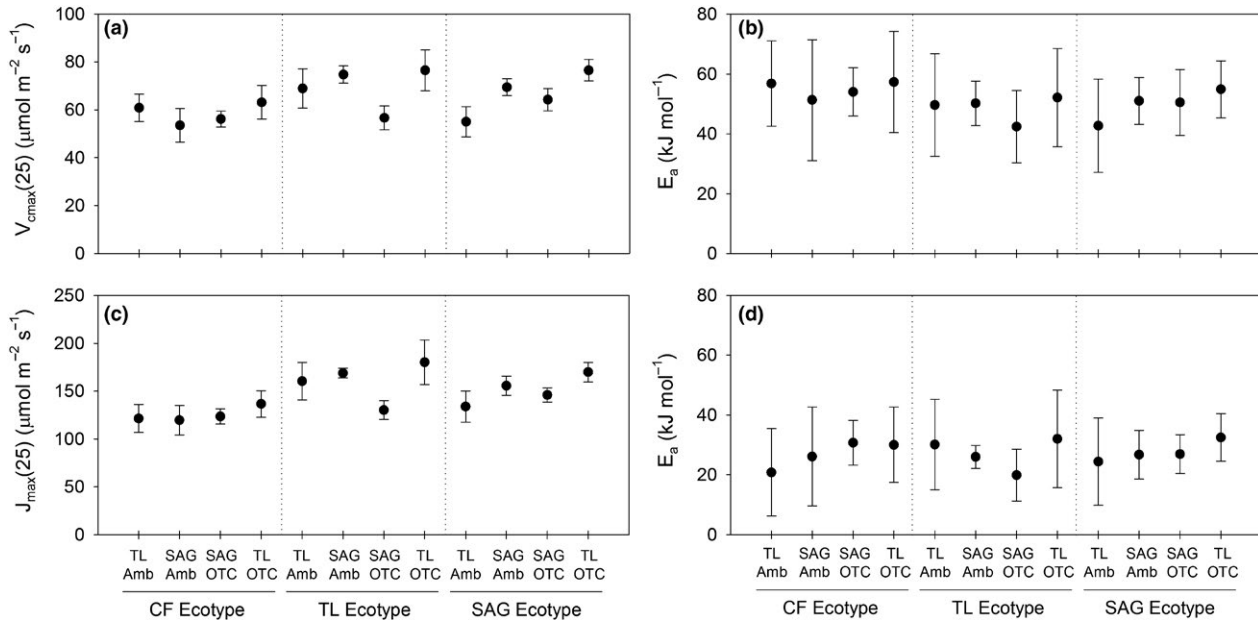 (a)
V_cmax(25) (μmol m⁻² s⁻¹)
100
80
60
40
20
0
(b)
E_a (kJ mol⁻¹)
80
60
40
20
0
(c)
J_max(25) (μmol m⁻² s⁻¹)
250
200
150
100
50
0
(d)
E_a (kJ mol⁻¹)
80
60
40
20
0
TL SAG SAG TL TL SAG SAG TL TL SAG SAG TL
Amb Amb OTC OTC Amb Amb OTC OTC Amb Amb OTC OTC
CF Ecotype TL Ecotype SAG Ecotype
TL SAG SAG TL TL SAG SAG TL TL SAG SAG TL
Amb Amb OTC OTC Amb Amb OTC OTC Amb Amb OTC OTC
CF Ecotype TL Ecotype SAG Ecotype